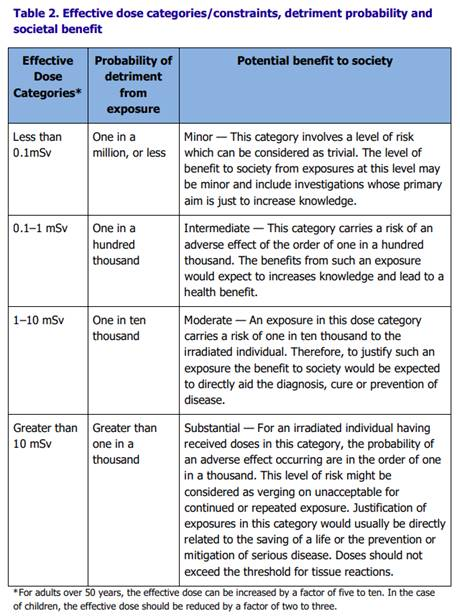 Table 2. Effective dose categories/constraints, detriment probability and
societal benefit
Effective
Dose
Categories*
Probability of
detriment
from
exposure
Potential benefit to society
Less than
0.1mSv
One in a
million, or less
Minor — This category involves a level of risk
which can be considered as trivial. The level of
benefit to society from exposures at this level may
be minor and include investigations whose primary
aim is just to increase knowledge.
0.1–1 mSv
One in a
hundred
thousand
Intermediate — This category carries a risk of an
adverse effect of the order of one in a hundred
thousand. The benefits from such an exposure
would expect to increases knowledge and lead to a
health benefit.
1–10 mSv
One in ten
thousand
Moderate — An exposure in this dose category
carries a risk of one in ten thousand to the
irradiated individual. Therefore, to justify such an
exposure the benefit to society would be expected
to directly aid the diagnosis, cure or prevention of
disease.
Greater than
10 mSv
Greater than
one in a
thousand
Substantial — For an irradiated individual having
received doses in this category, the probability of
an adverse effect occurring are in the order of one
in a thousand. This level of risk might be
considered as verging on unacceptable for
continued or repeated exposure. Justification of
exposures in this category would usually be directly
related to the saving of a life or the prevention or
mitigation of serious disease. Doses should not
exceed the threshold for tissue reactions.
*For adults over 50 years, the effective dose can be increased by a factor of five to ten. In the case
of children, the effective dose should be reduced by a factor of two to three.